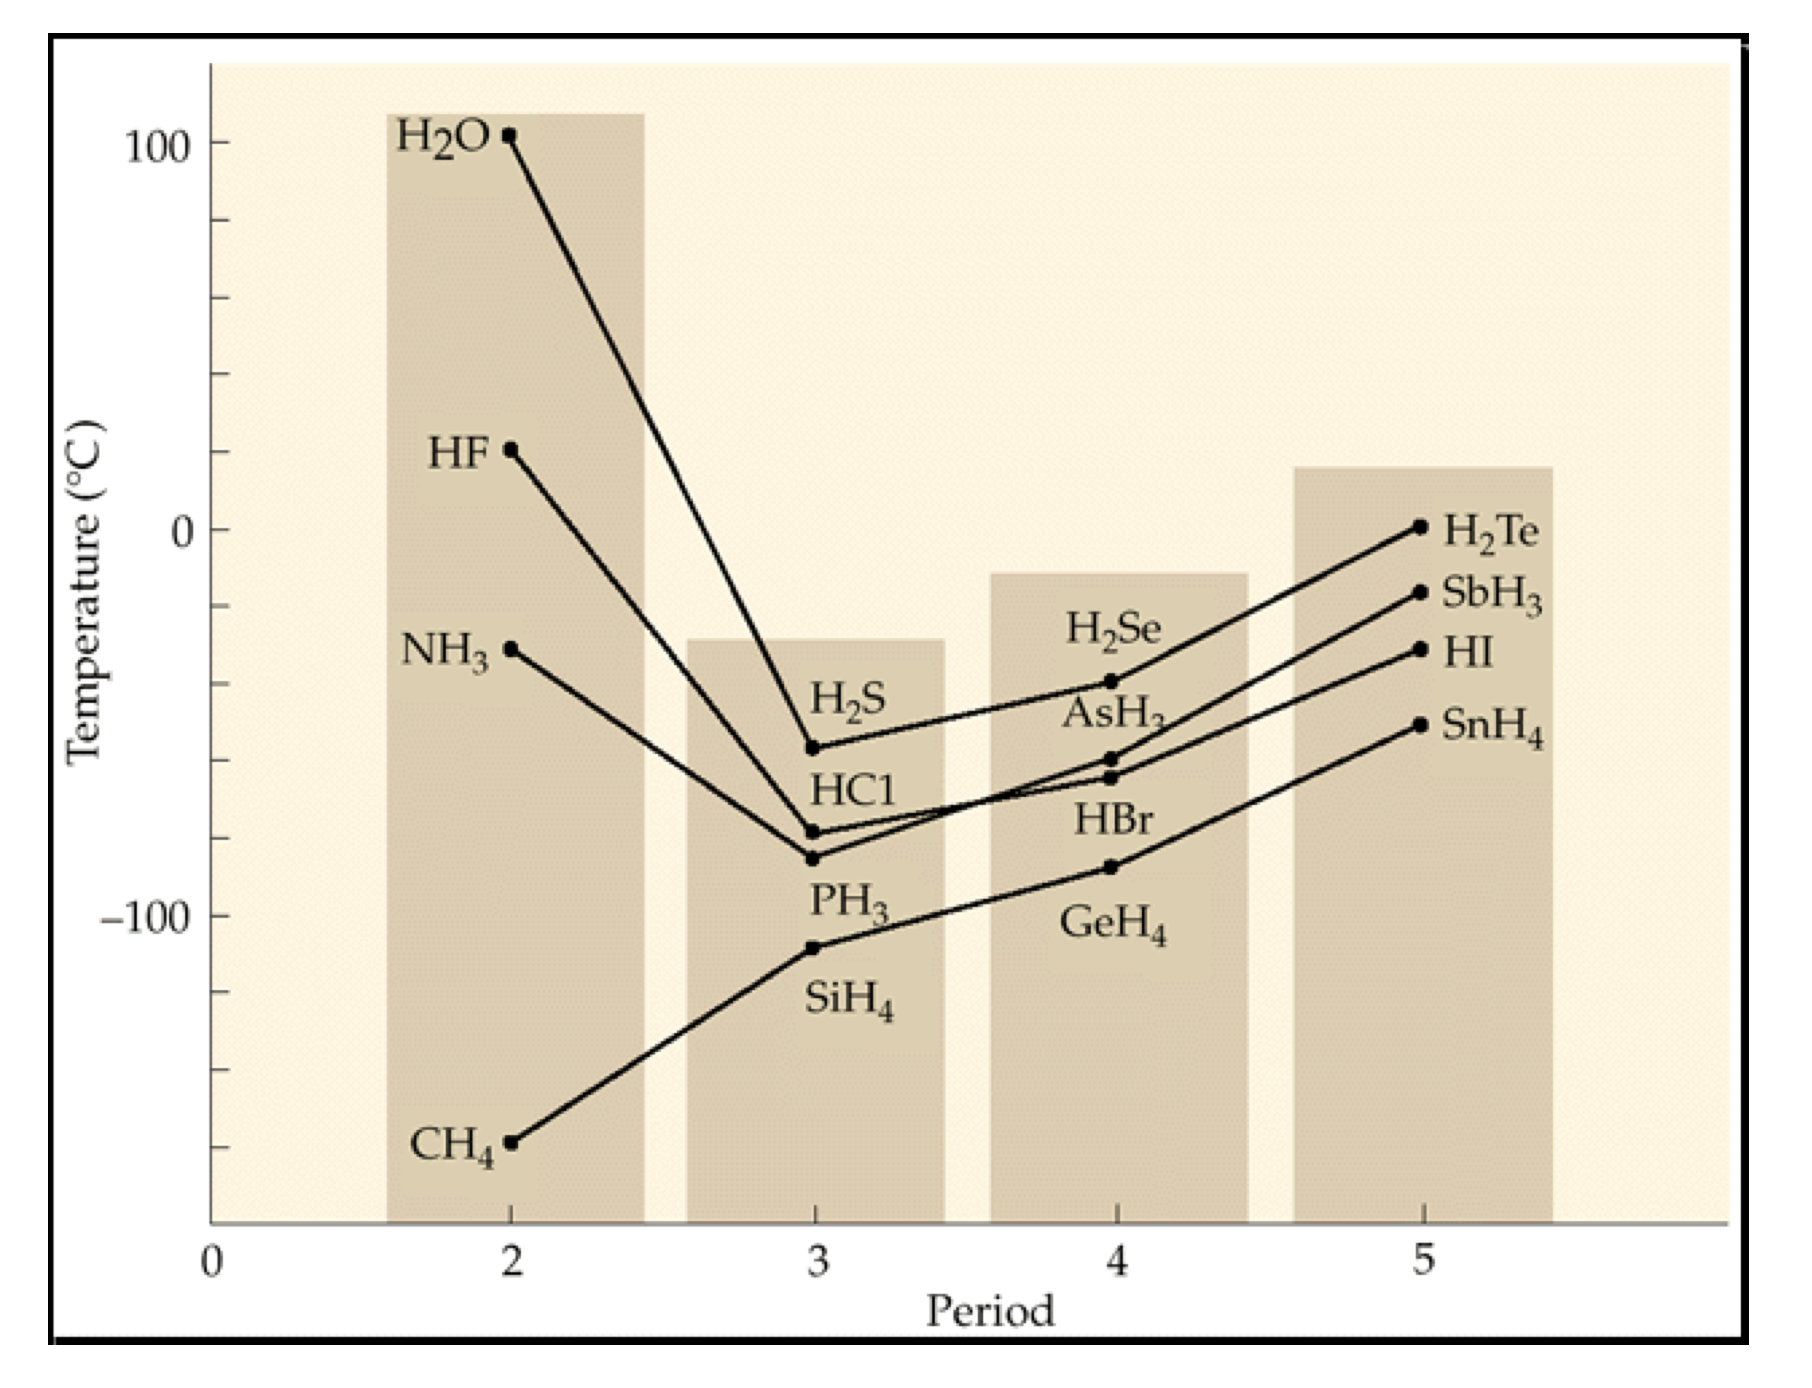 100
0
–100
Temperature (°C)
H₂O
HF
NH₃
CH₄
H₂S
HC1
PH₃
SiH₄
H₂Se
AsH₃
HBr
GeH₄
H₂Te
SbH₃
HI
SnH₄
0 2 3 4 5
Period